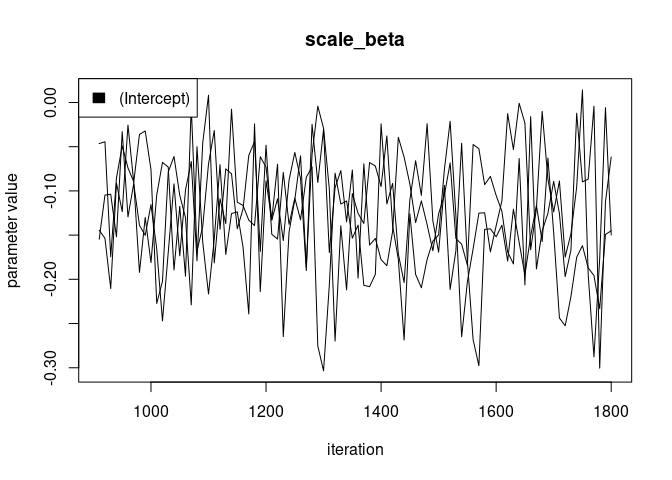 scale_beta
(Intercept)
parameter value
0.00
-0.10
-0.20
-0.30
1000 1200 1400 1600 1800
iteration